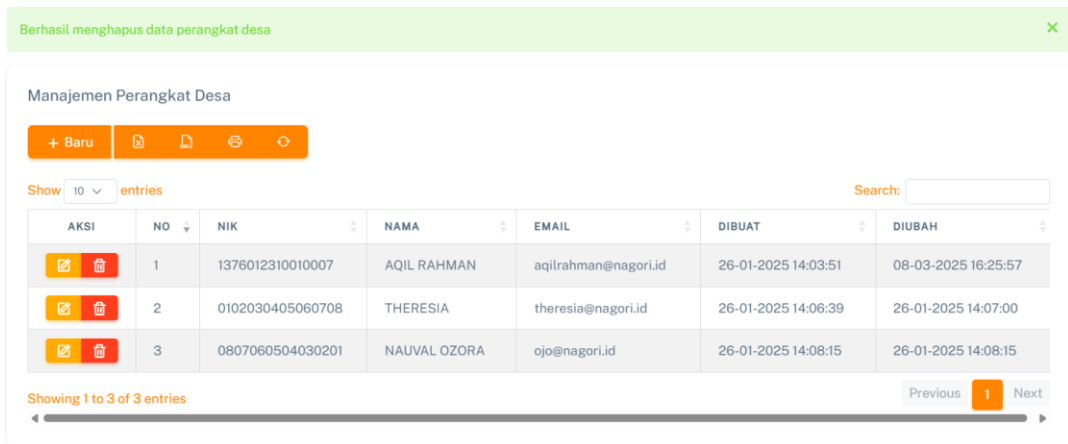 Berhasil menghapus data perangkat desa ×
Manajemen Perangkat Desa
+ Baru
Show 10 entries Search:
AKSI NO NIK NAMA EMAIL DIBUAT DIUBAH
1 1376012310010007 AQIL RAHMAN aqilrahman@nagori.id 26-01-2025 14:03:51 08-03-2025 16:25:57
2 0102030405060708 THERESIA theresia@nagori.id 26-01-2025 14:06:39 26-01-2025 14:07:00
3 0807060504030201 NAUVAL OZORA ojo@nagori.id 26-01-2025 14:08:15 26-01-2025 14:08:15
Showing 1 to 3 of 3 entries Previous 1 Next